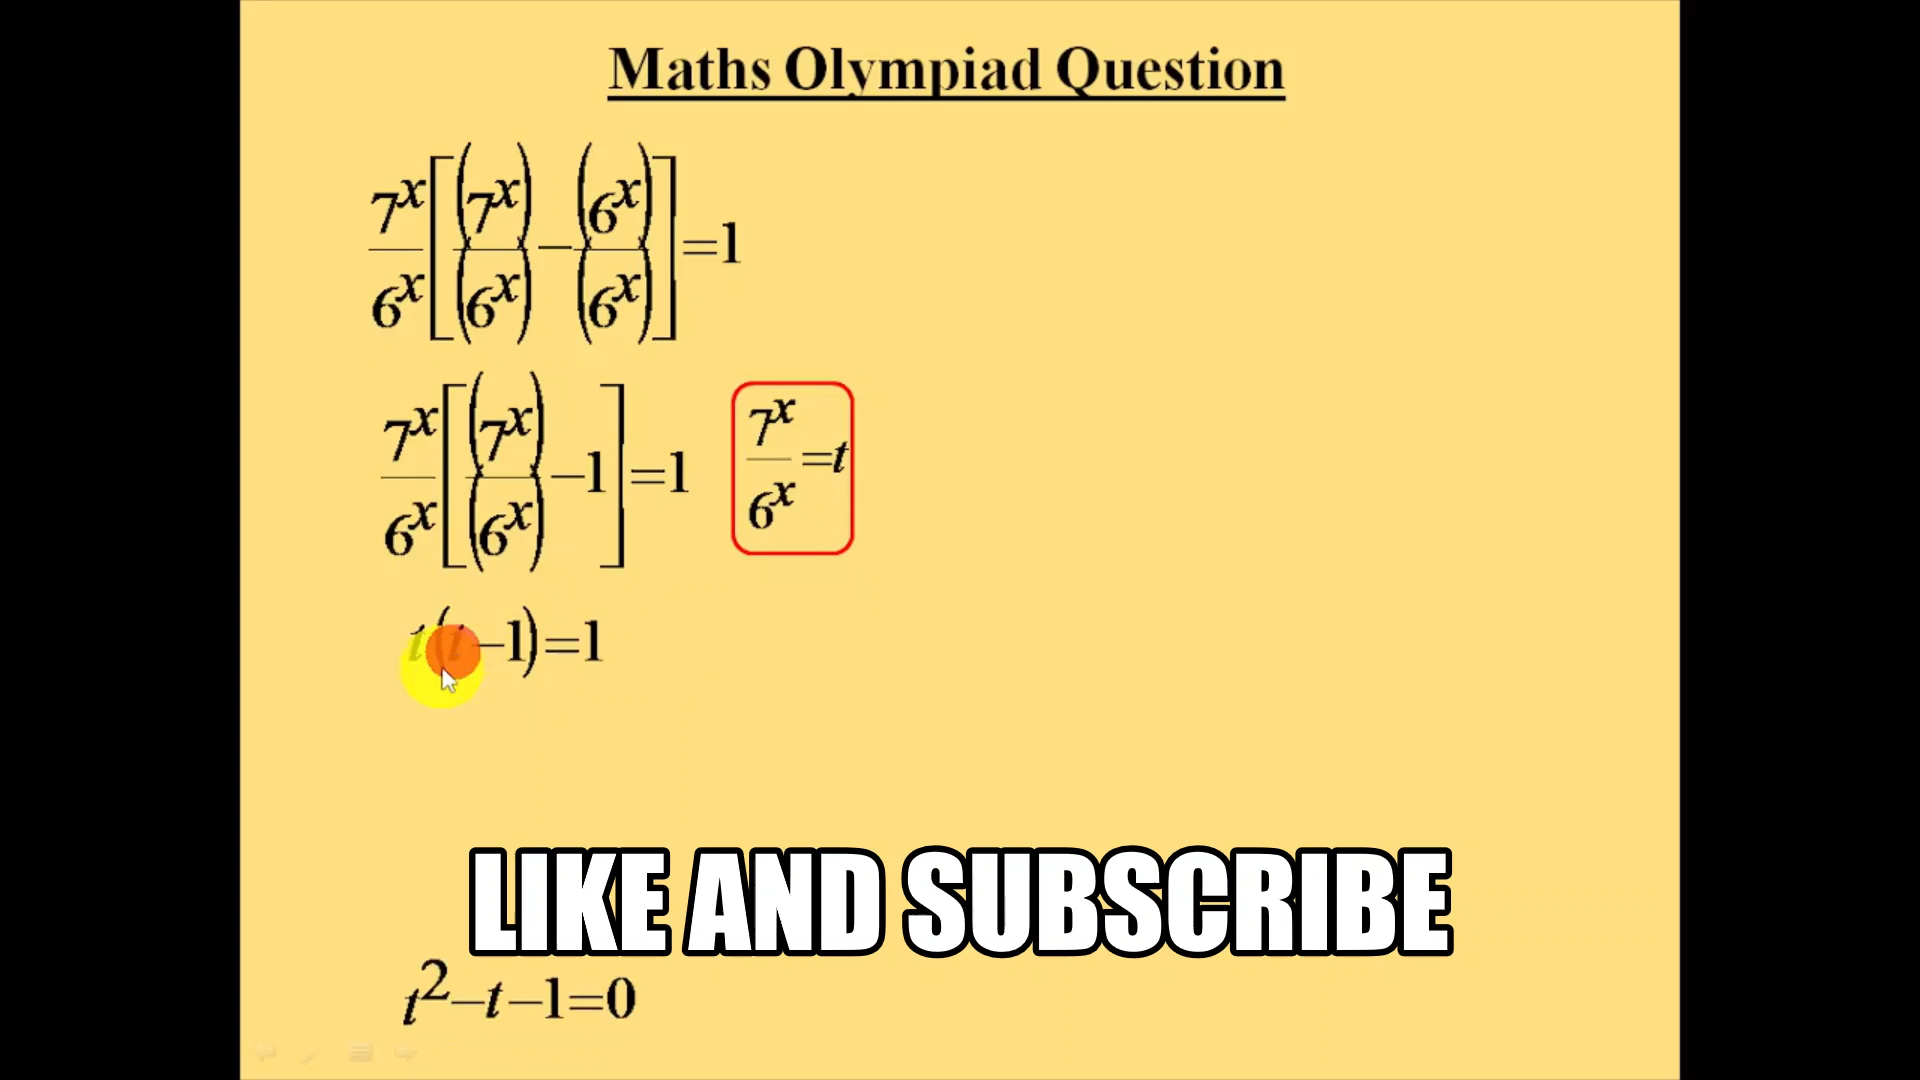 Maths Olympiad Question
7^x/6^x[(7^x)/(6^x)−(6^x)/(6^x)]=1
7^x/6^x[(7^x)/(6^x)−1]=1 7^x/6^x=t
t(t−1)=1
LIKE AND SUBSCRIBE
t²−t−1=0